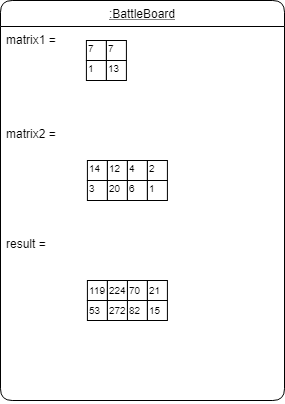 :BattleBoard
matrix1 =
7 7
1 13
matrix2 =
14 12 4 2
3 20 6 1
result =
119 224 70 21
53 272 82 15